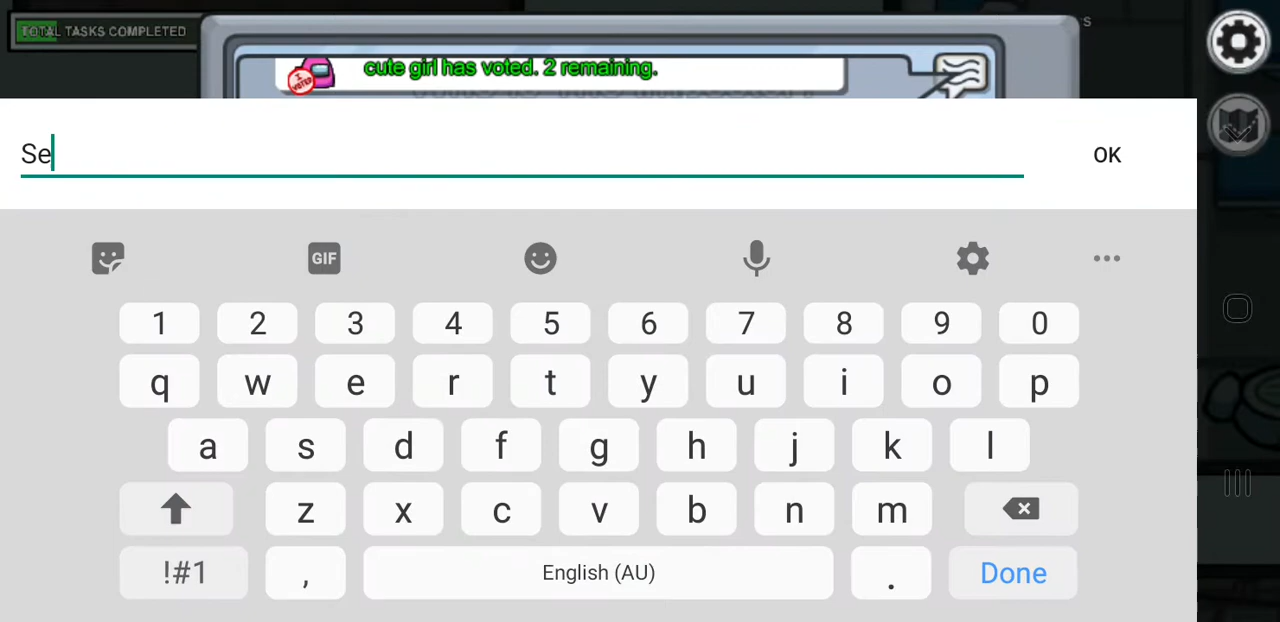 TOTAL TASKS COMPLETED
S
I VOTED
cute girl has voted. 2 remaining.
Se
OK
GIF
1 2 3 4 5 6 7 8 9 0
q w e r t y u i o p
a s d f g h j k l
z x c v b n m
!#1 , English (AU) . Done